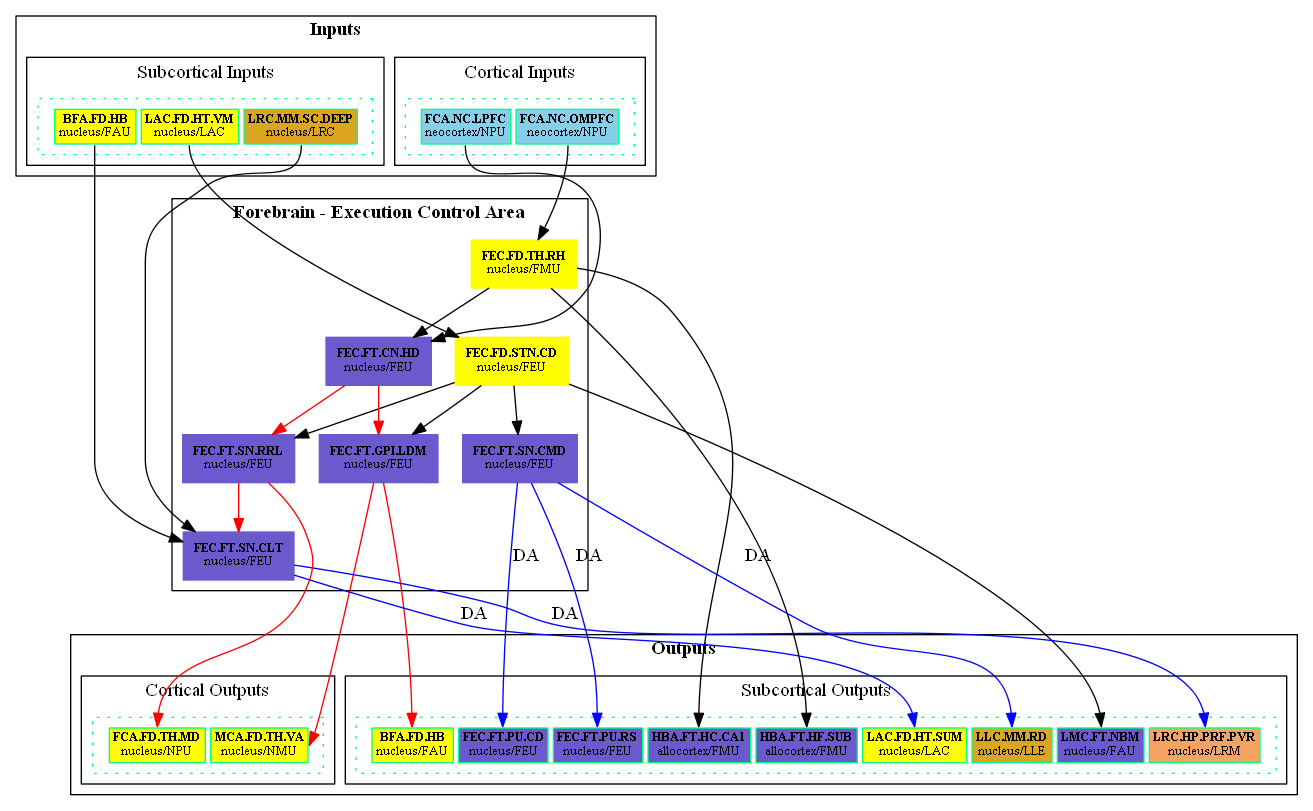 Inputs
Subcortical Inputs
Cortical Inputs
BFA.FD.HB
nucleus/FAU
LAC.FD.HT.VM
nucleus/LAC
LRC.MM.SC.DEEP
nucleus/LRC
FCA.NC.LPFC
neocortex/NPU
FCA.NC.OMPFC
neocortex/NPU
Forebrain - Execution Control Area
FEC.FD.TH.RH
nucleus/FMU
FEC.FT.CN.HD
nucleus/FEU
FEC.FD.STN.CD
nucleus/FEU
FEC.FT.SN.RRL
nucleus/FEU
FEC.FT.GPI.LDM
nucleus/FEU
FEC.FT.SN.CMD
nucleus/FEU
FEC.FT.SN.CLT
nucleus/FEU
DA
DA
DA
DA
DA
Outputs
Cortical Outputs
Subcortical Outputs
FCA.FD.TH.MD
nucleus/NPU
MCA.FD.TH.VA
nucleus/NMU
BFA.FD.HB
nucleus/FAU
FEC.FT.PU.CD
nucleus/FEU
FEC.FT.PU.RS
nucleus/FEU
HBA.FT.HC.CA1
allocortex/FMU
HBA.FT.HF.SUB
allocortex/FMU
LAC.FD.HT.SUM
nucleus/LAC
LLC.MM.RD
nucleus/LLE
LMC.FT.NBM
nucleus/FAU
LRC.HP.PRF.PVR
nucleus/LRM